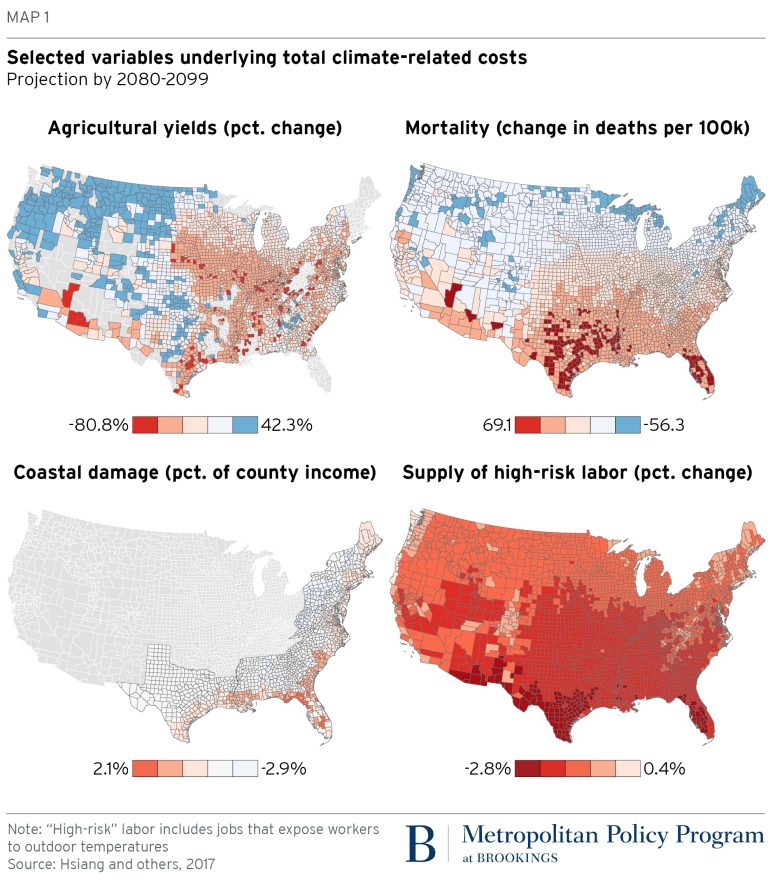 MAP 1
Selected variables underlying total climate-related costs
Projection by 2080-2099
Agricultural yields (pct. change)
Mortality (change in deaths per 100k)
-80.8%
42.3%
69.1
-56.3
Coastal damage (pct. of county income)
Supply of high-risk labor (pct. change)
2.1%
-2.9%
-2.8%
0.4%
Note: “High-risk” labor includes jobs that expose workers
to outdoor temperatures
Source: Hsiang and others, 2017
B
Metropolitan Policy Program
at BROOKINGS